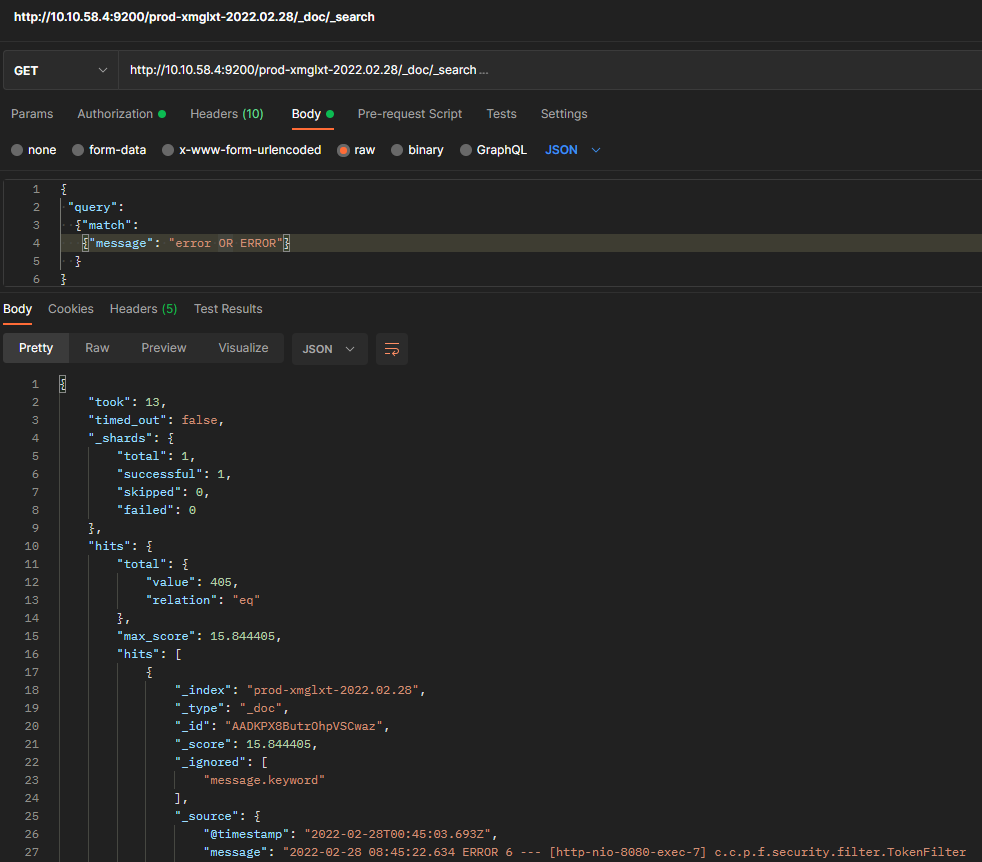 http://10.10.58.4:9200/prod-xmglxt-2022.02.28/_doc/_search
GET http://10.10.58.4:9200/prod-xmglxt-2022.02.28/_doc/_search ...
Params Authorization Headers (10) Body Pre-request Script Tests Settings
none form-data x-www-form-urlencoded raw binary GraphQL JSON
1 {
2 "query":
3 {"match":
4 {"message": "error OR ERROR"}
5 }
6 }
Body Cookies Headers (5) Test Results
Pretty Raw Preview Visualize JSON
1 {
2 "took": 13,
3 "timed_out": false,
4 "_shards": {
5 "total": 1,
6 "successful": 1,
7 "skipped": 0,
8 "failed": 0
9 },
10 "hits": {
11 "total": {
12 "value": 405,
13 "relation": "eq"
14 },
15 "max_score": 15.844405,
16 "hits": [
17 {
18 "_index": "prod-xmglxt-2022.02.28",
19 "_type": "_doc",
20 "_id": "AADKPX8ButrOhpVSCwaz",
21 "_score": 15.844405,
22 "_ignored": [
23 "message.keyword"
24 ],
25 "_source": {
26 "@timestamp": "2022-02-28T00:45:03.693Z",
27 "message": "2022-02-28 08:45:22.634 ERROR 6 --- [http-nio-8080-exec-7] c.c.p.f.security.filter.TokenFilter